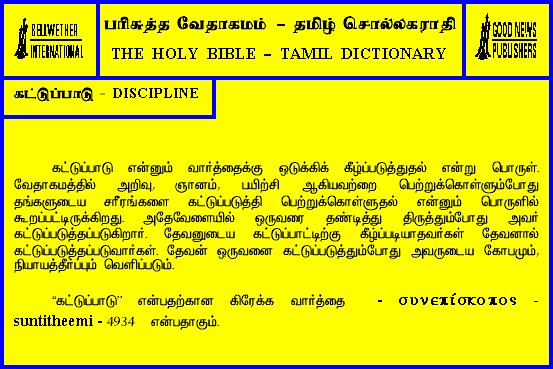 BELLWETHER
INTERNATIONAL
பரிசுத்த வேதாகமம் – தமிழ் சொல்லகராதி
THE HOLY BIBLE – TAMIL DICTIONARY
GOOD NEWS
PUBLISHERS
கட்டுப்பாடு - DISCIPLINE
கட்டுப்பாடு என்னும் வார்த்தைக்கு ஒடுக்கிக் கீழ்ப்படுத்துதல் என்று பொருள்.
வேதாகமத்தில் அறிவு, ஞானம், பயிற்சி ஆகியவற்றை பெற்றுக்கொள்ளும்போது
தங்களுடைய சரீரங்களை கட்டுப்படுத்தி பெற்றுக்கொள்ளுதல் என்னும் பொருளில்
கூறப்பட்டிருக்கிறது. அதேவேளையில் ஒருவரை தண்டித்து திருத்தும்போது அவர்
கட்டுப்படுத்தப்படுகிறார். தேவனுடைய கட்டுப்பாட்டிற்கு கீழ்ப்படியாதவர்கள் தேவனால்
கட்டுப்படுத்தப்படுவார்கள். தேவன் ஒருவனை கட்டுப்படுத்தும்போது அவருடைய கோபமும்,
நியாயத்தீர்ப்பும் வெளிப்படும்.
“கட்டுப்பாடு” என்பதற்கான கிரேக்க வார்த்தை - συνεπίσκοπος -
suntitheemi - 4934 என்பதாகும்.